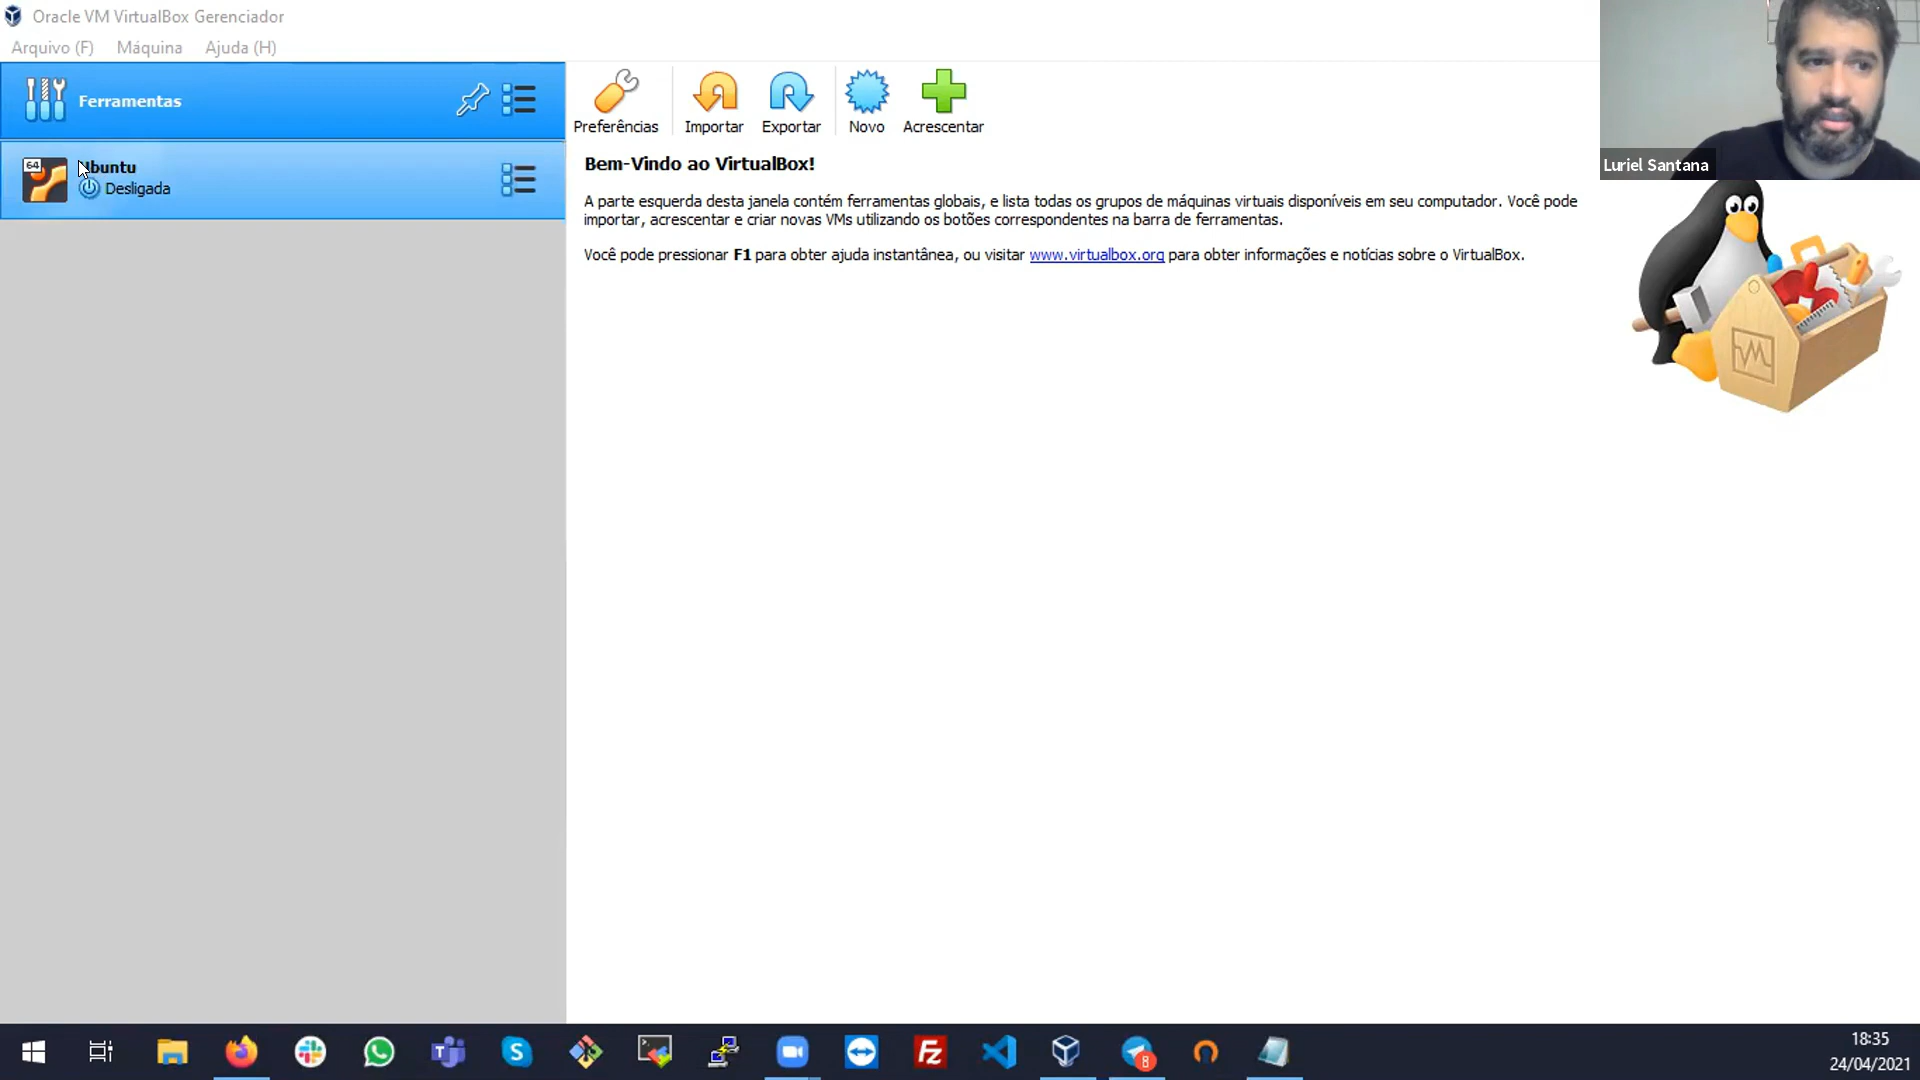 Oracle VM VirtualBox Gerenciador
Arquivo (F) Máquina Ajuda (H)
Ferramentas
64
Ubuntu
Desligada
Preferências Importar Exportar Novo Acrescentar
Bem-Vindo ao VirtualBox!
A parte esquerda desta janela contém ferramentas globais, e lista todas os grupos de máquinas virtuais disponíveis em seu computador. Você pode
importar, acrescentar e criar novas VMs utilizando os botões correspondentes na barra de ferramentas.
Você pode pressionar F1 para obter ajuda instantânea, ou visitar www.virtualbox.org para obter informações e notícias sobre o VirtualBox.
Luriel Santana
18:35
24/04/2021